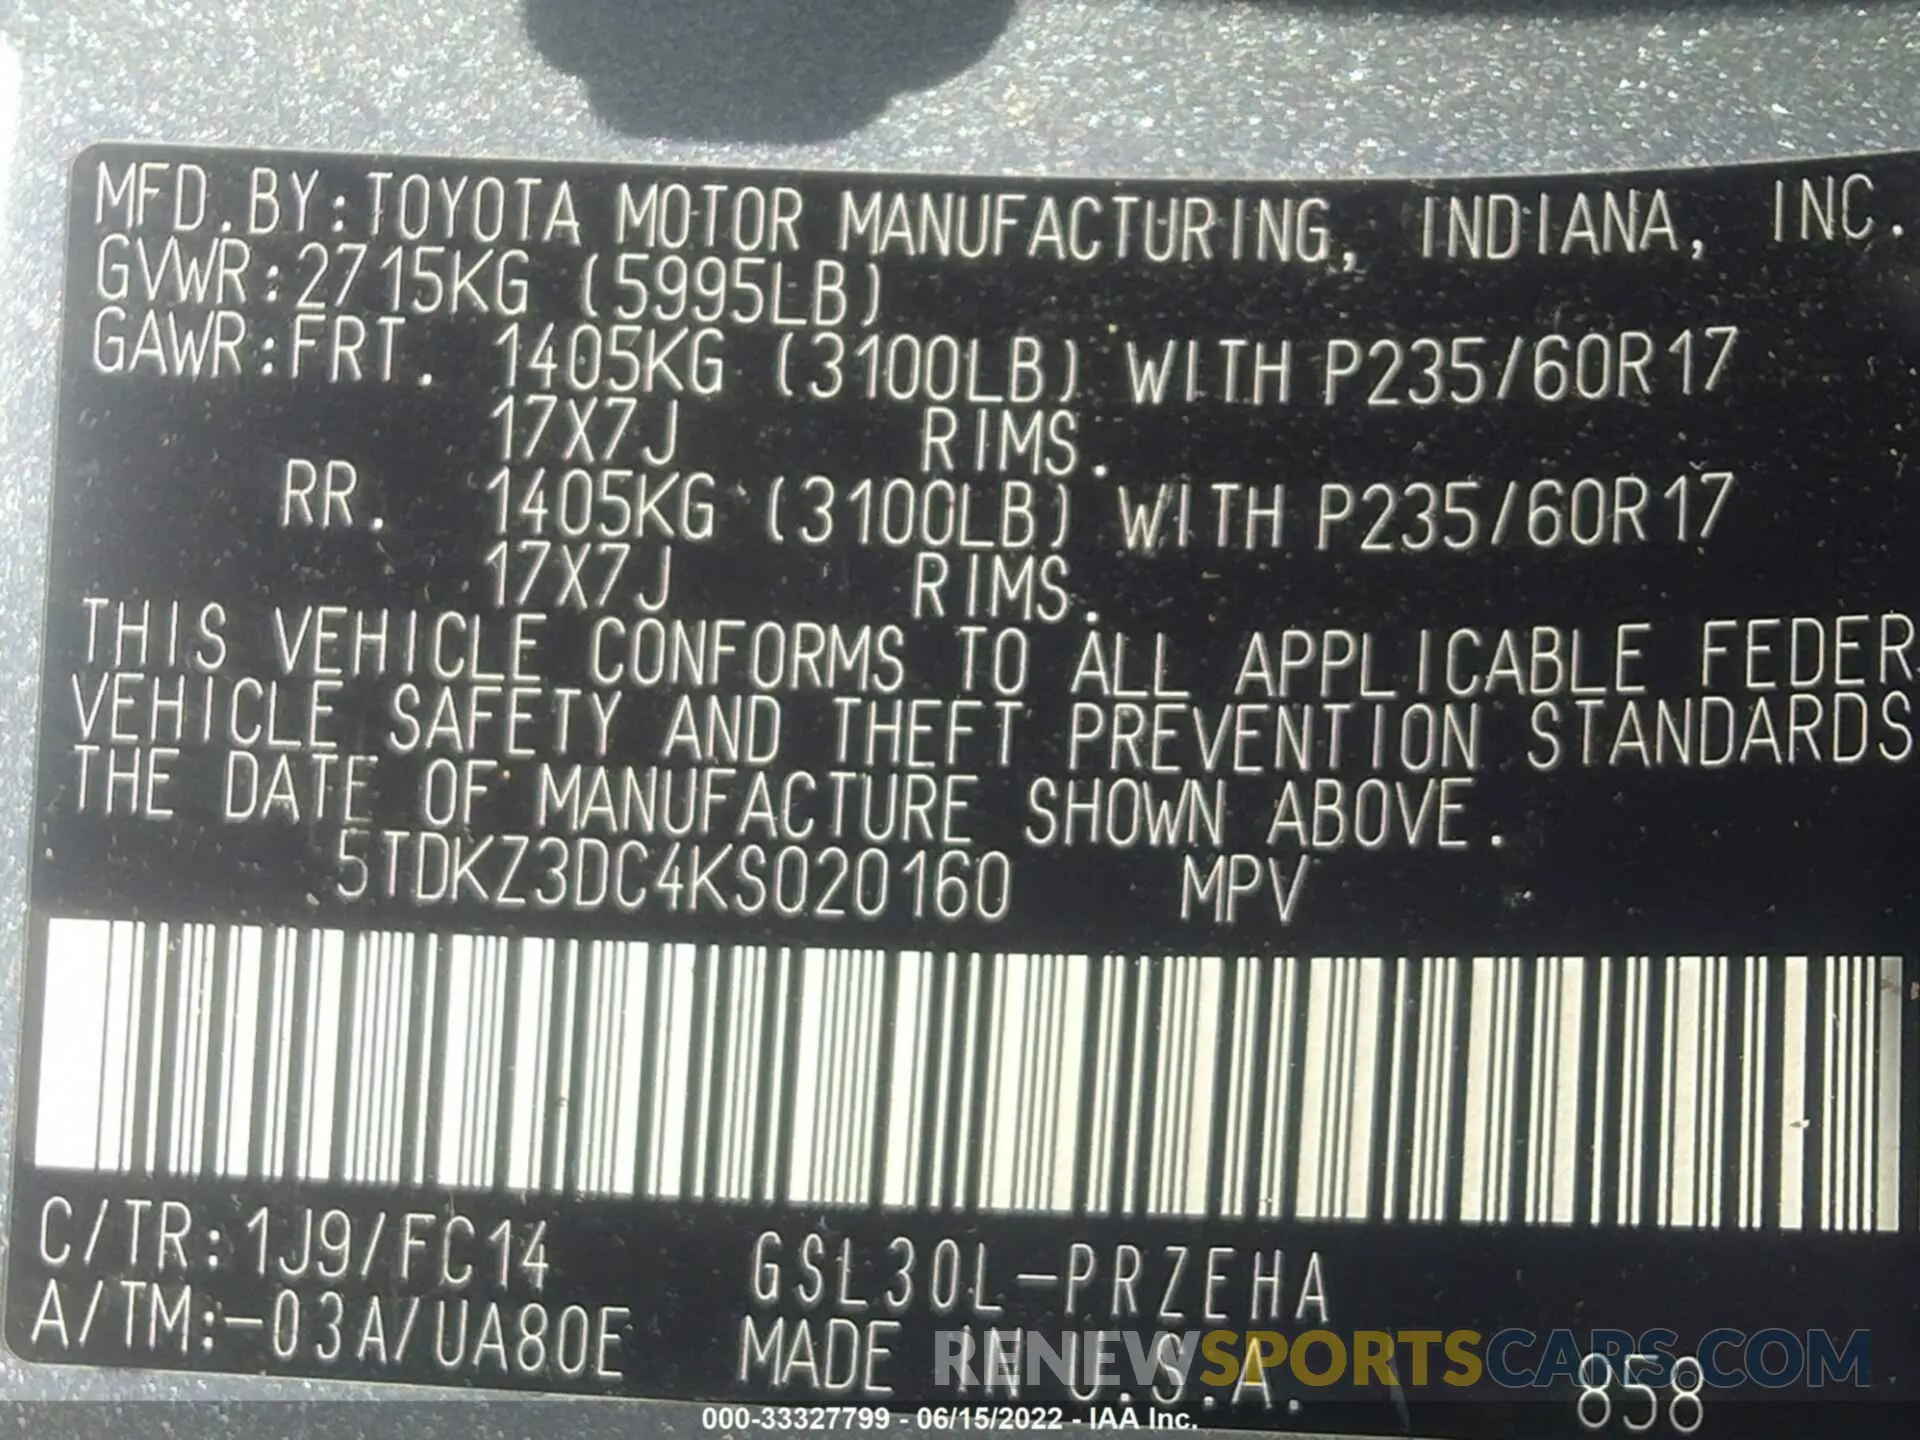 MFD.BY:TOYOTA MOTOR MANUFACTURING, INDIANA, INC.
GVWR:2715KG (5995LB)
GAWR:FRT. 1405KG (3100LB) WITH P235/60R17
17X7J RIMS.
RR. 1405KG (3100LB) WITH P235/60R17
17X7J RIMS.
THIS VEHICLE CONFORMS TO ALL APPLICABLE FEDER
VEHICLE SAFETY AND THEFT PREVENTION STANDARDS
THE DATE OF MANUFACTURE SHOWN ABOVE.
5TDKZ3DC4KS020160 MPV
C/TR:1J9/FC14 GSL30L-PRZEHA
A/TM:-03A/UA80E MADE IN U.S.A. 858
RENEWSPORTSCARS.COM
000-33327799 - 06/15/2022 - IAA Inc.